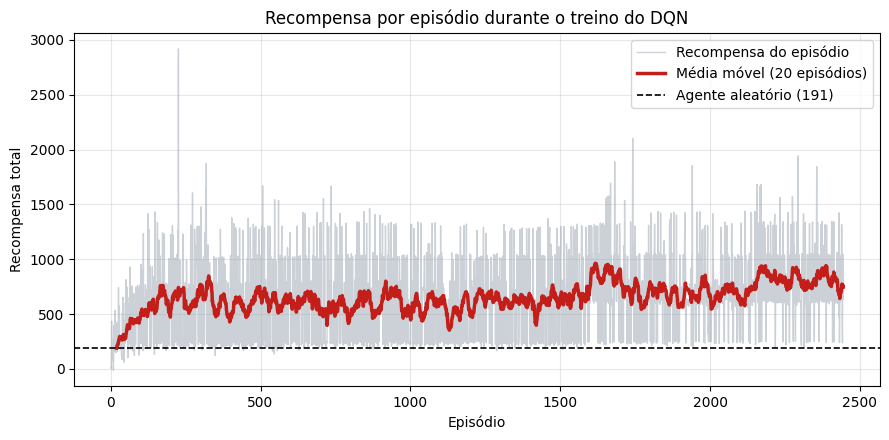 Recompensa por episódio durante o treino do DQN
3000
2500
2000
1500
1000
500
0
Recompensa total
Recompensa do episódio
Média móvel (20 episódios)
Agente aleatório (191)
0
500
1000
1500
2000
2500
Episódio